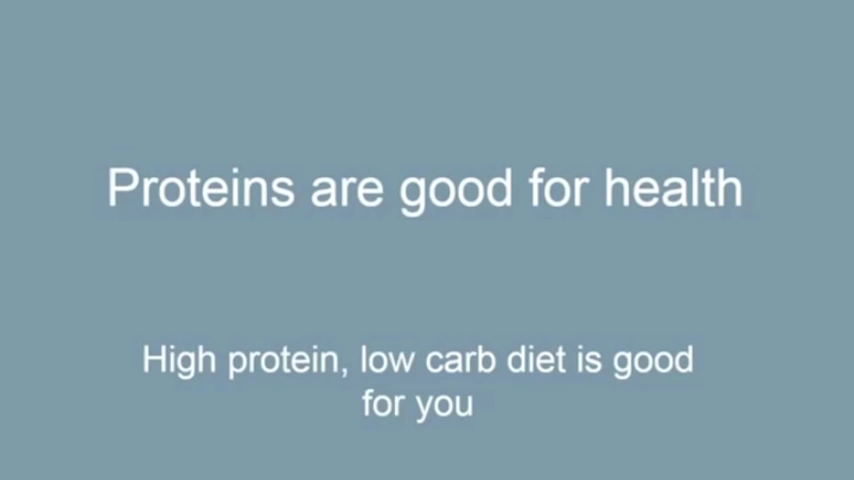 Proteins are good for health
High protein, low carb diet is good
for you